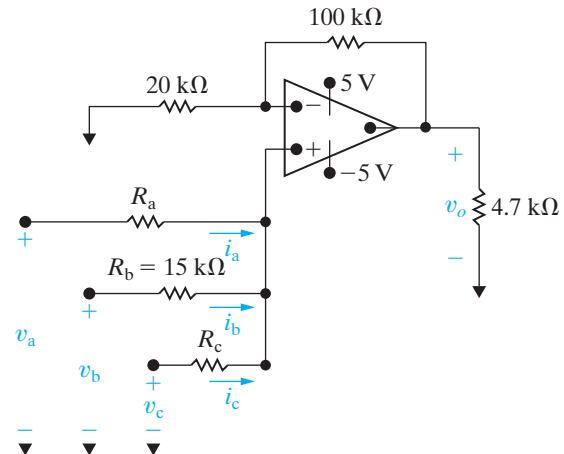 100 kΩ
20 kΩ
5 V
−
+
−5 V
+
v_o
4.7 kΩ
−
R_a
+
i_a
R_b = 15 kΩ
+
i_b
v_a
R_c
v_b
+
i_c
v_c
− − −